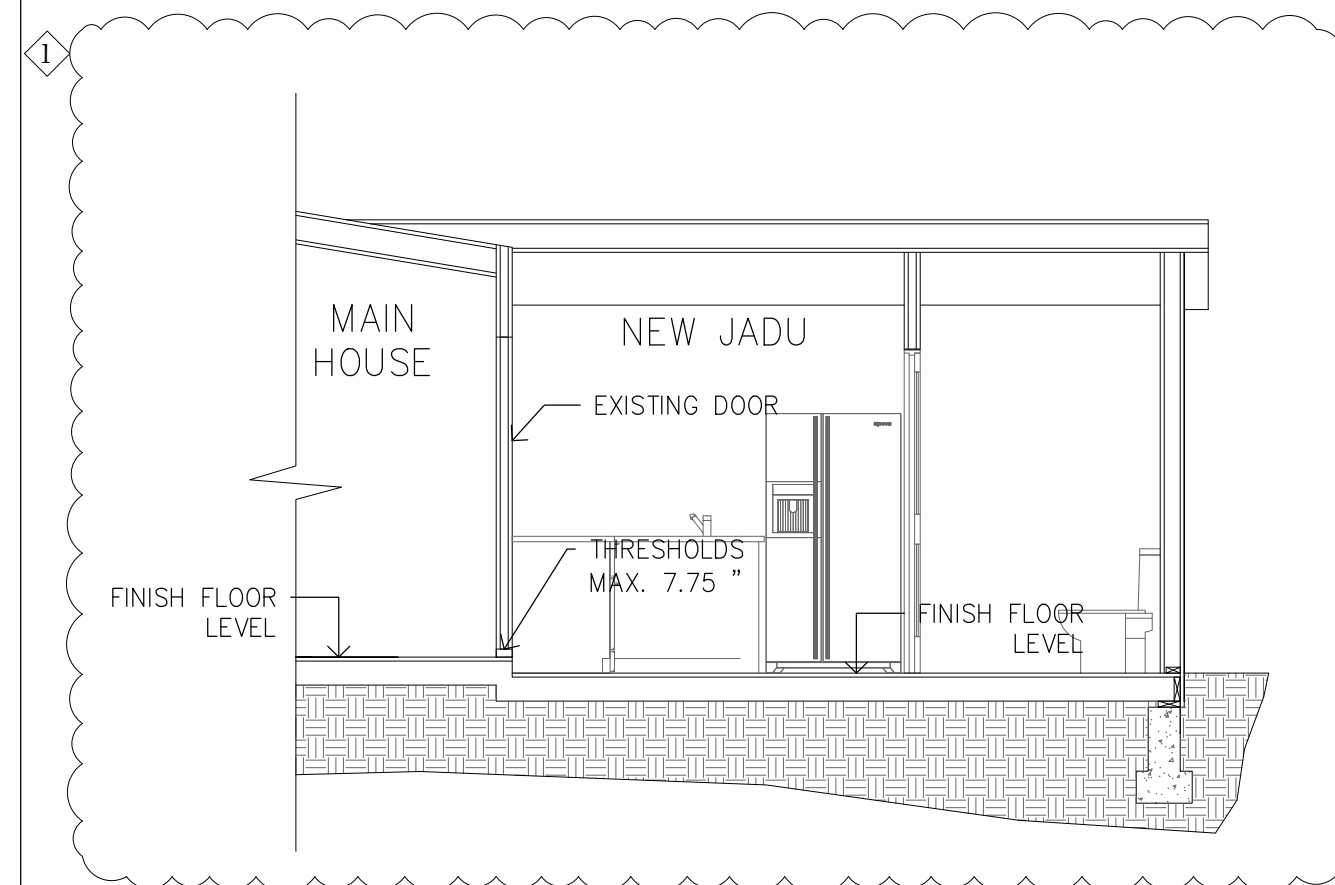 1
MAIN
HOUSE
NEW JADU
EXISTING DOOR
THRESHOLDS
MAX. 7.75 "
FINISH FLOOR
LEVEL
FINISH FLOOR
LEVEL